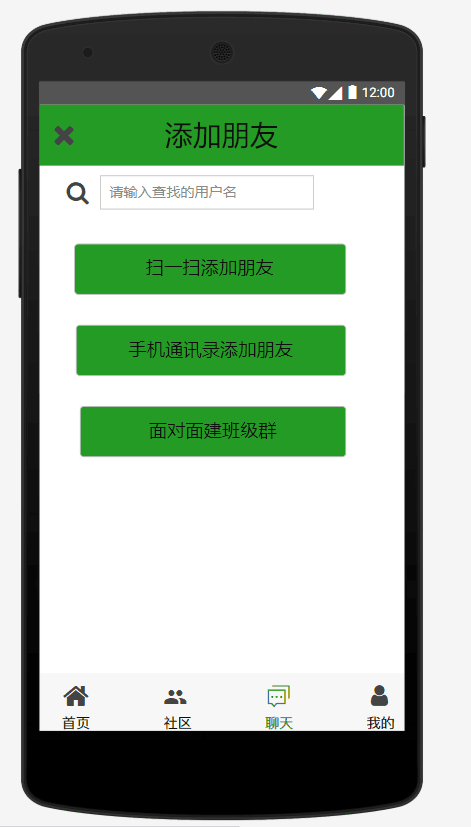 12:00
添加朋友
请输入查找的用户名
扫一扫添加朋友
手机通讯录添加朋友
面对面建班级群
首页 社区 聊天 我的